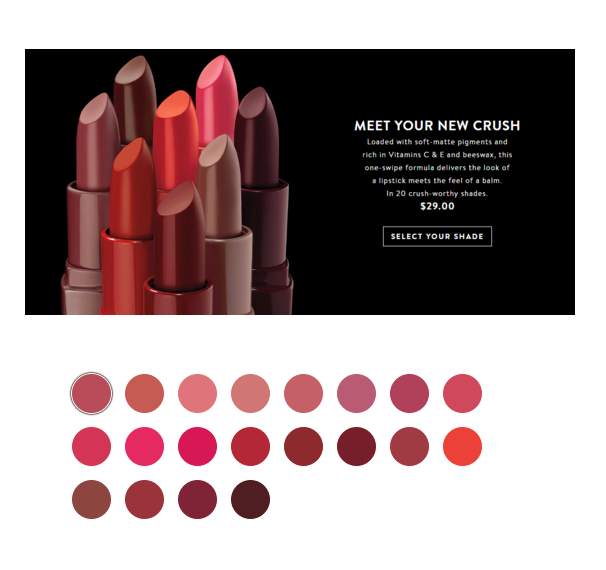 MEET YOUR NEW CRUSH
Loaded with soft-matte pigments and
rich in Vitamins C & E and beeswax, this
one-swipe formula delivers the look of
a lipstick meets the feel of a balm.
In 20 crush-worthy shades.
$29.00
SELECT YOUR SHADE